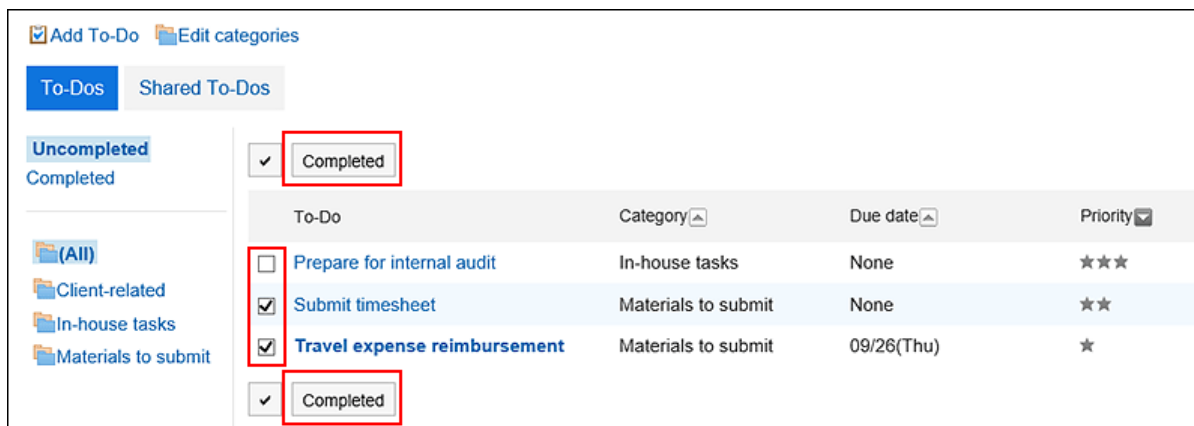 Add To-Do Edit categories
To-Dos Shared To-Dos
Uncompleted
Completed
(All)
Client-related
In-house tasks
Materials to submit
Completed
To-Do Category Due date Priority
Prepare for internal audit In-house tasks None ★★★
Submit timesheet Materials to submit None ★★
Travel expense reimbursement Materials to submit 09/26(Thu) ★
Completed